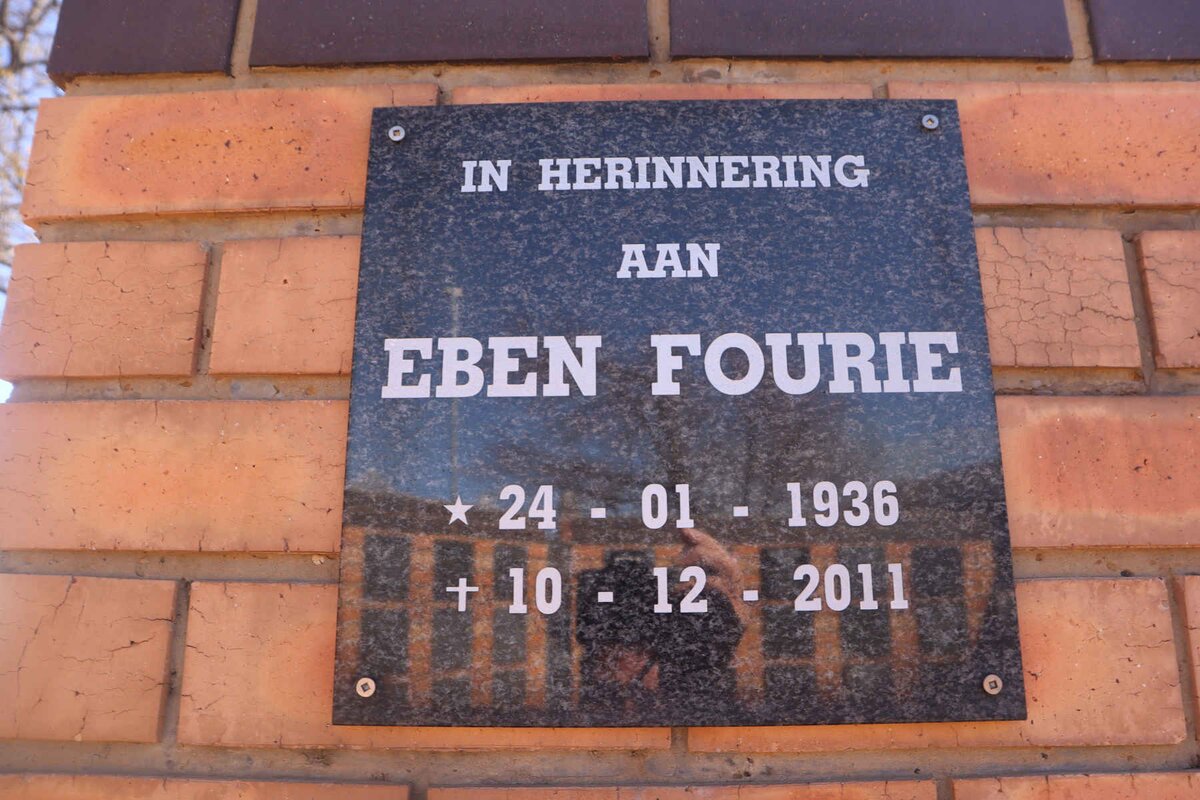 IN HERINNERING
AAN
EBEN FOURIE
★ 24 - 01 - 1936
✝ 10 - 12 - 2011